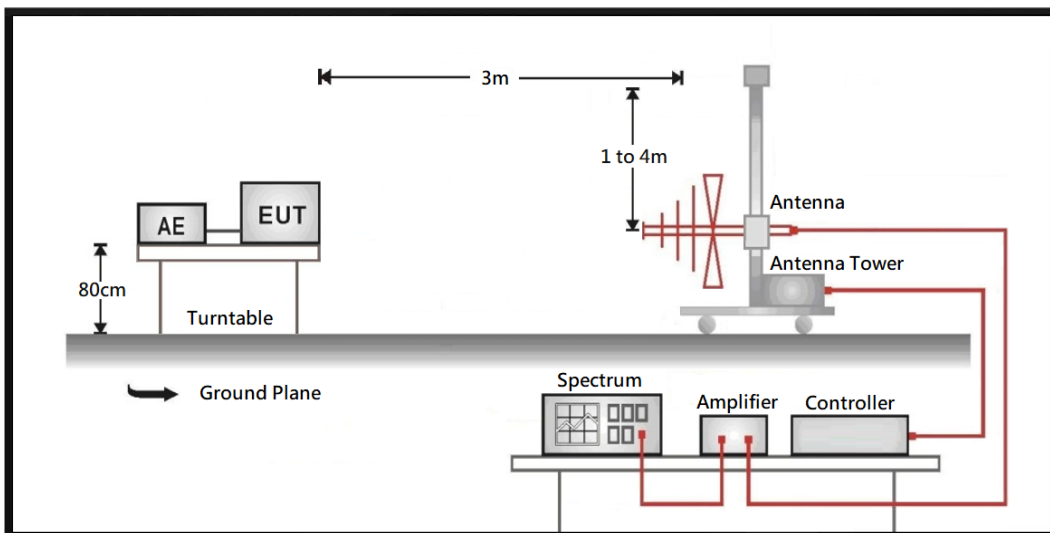 3m
1 to 4m
Antenna
AE
EUT
Antenna Tower
80cm
Turntable
Ground Plane
Spectrum
Amplifier
Controller